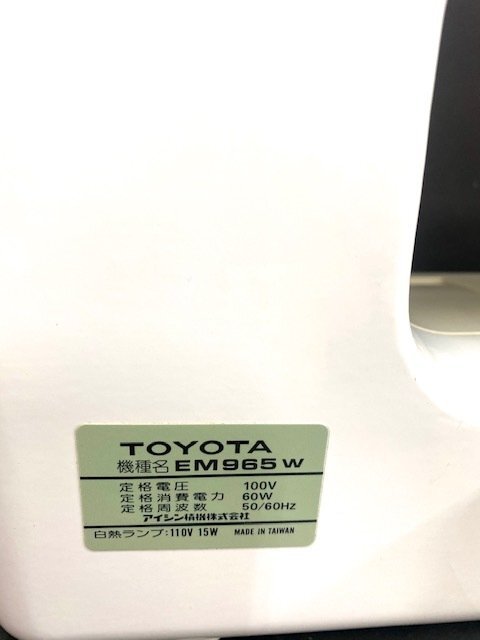 TOYOTA
機種名 EM965 W
定格電圧 100V
定格消費電力 60W
定格周波数 50/60Hz
アイシン精機株式会社
白熱ランプ:110V 15W MADE IN TAIWAN